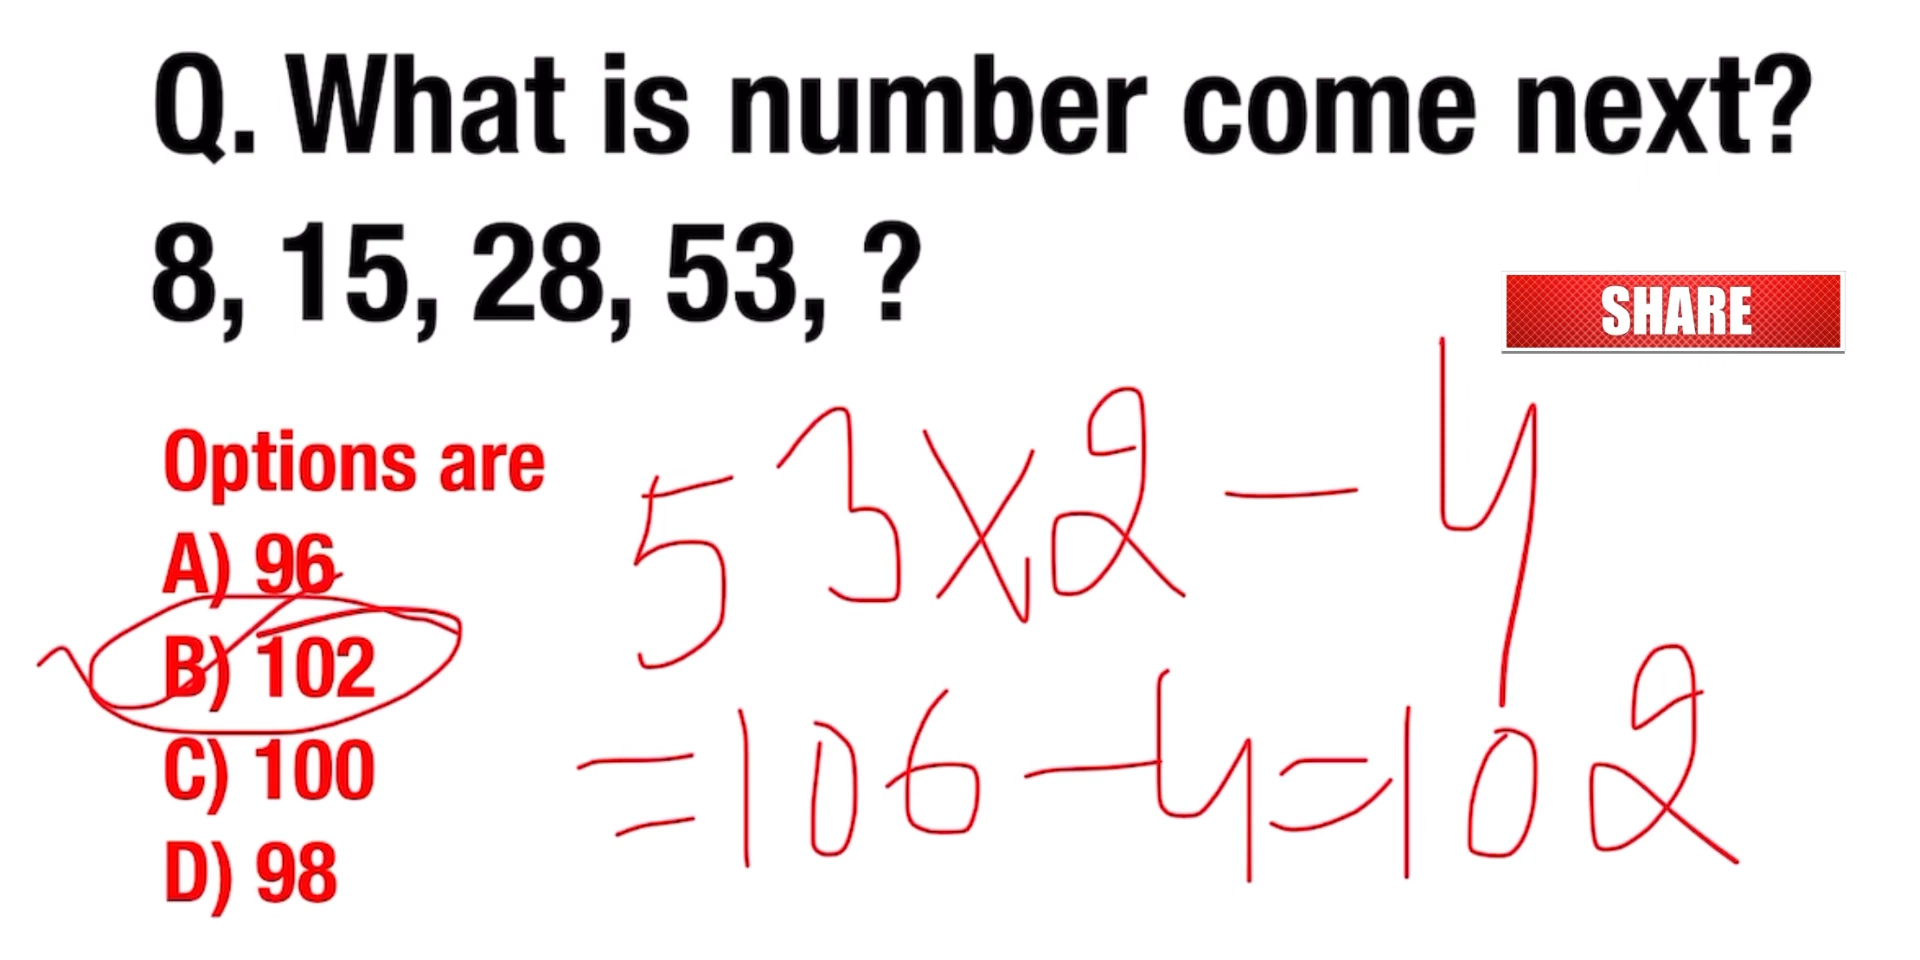 Q. What is number come next?
8, 15, 28, 53, ?
SHARE
Options are
A) 96
B) 102
C) 100
D) 98
53x2-4
=106-4=102